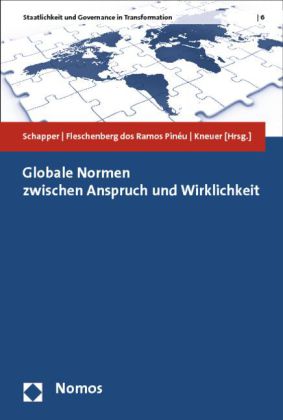 Staatlichkeit und Governance in Transformation | 6
Schapper | Fleschenberg dos Ramos Pinéu | Kneuer [Hrsg.]
Globale Normen
zwischen Anspruch und Wirklichkeit
Nomos